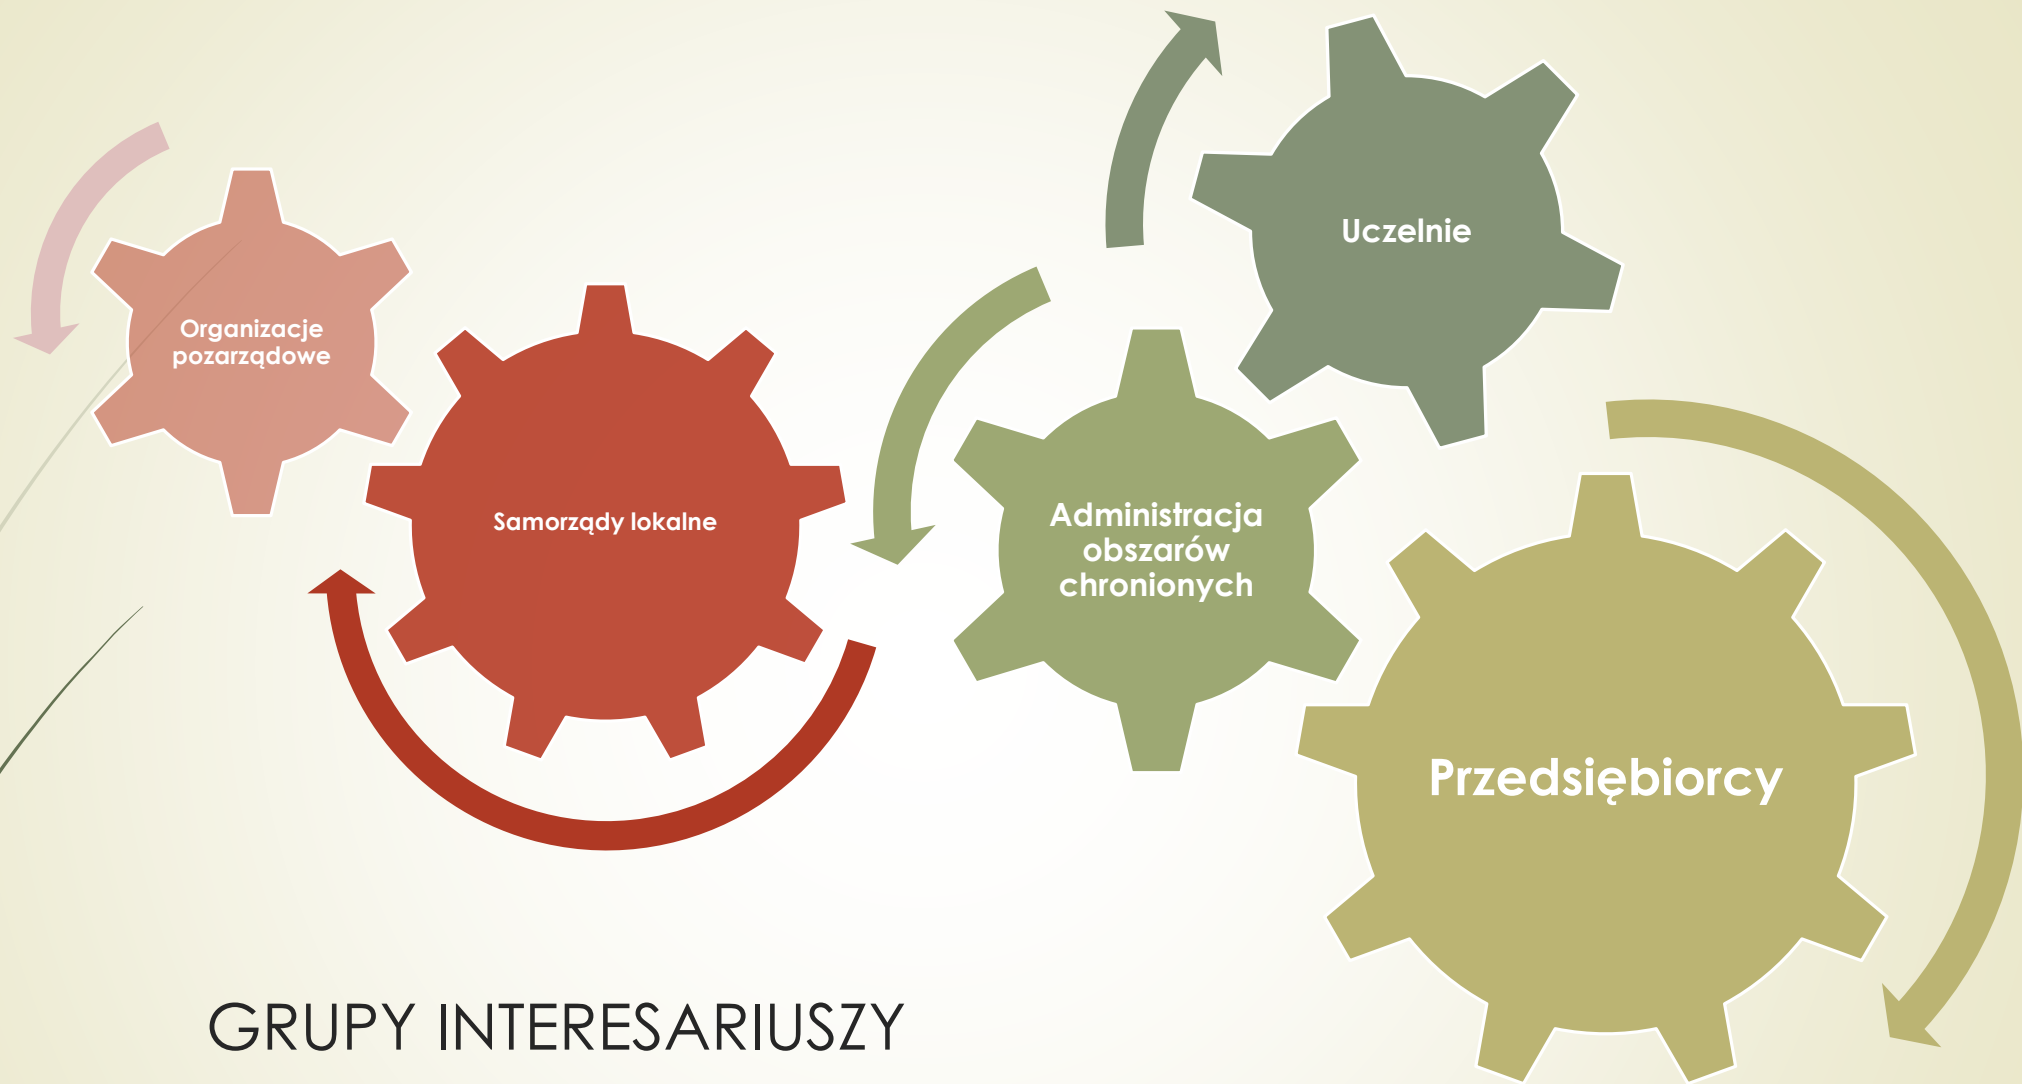 Organizacje
pozarządowe
Samorządy lokalne
Administracja
obszarów
chronionych
Uczelnie
Przedsiębiorcy
GRUPY INTERESARIUSZY